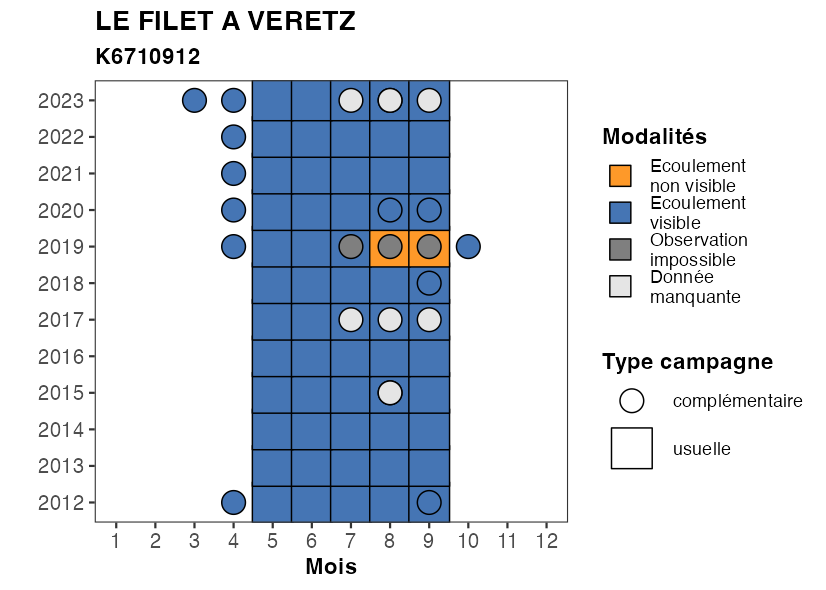 LE FILET A VERETZ
K6710912
2023
2022
2021
2020
2019
2018
2017
2016
2015
2014
2013
2012
1 2 3 4 5 6 7 8 9 10 11 12
Mois
Modalités
Ecoulement
non visible
Ecoulement
visible
Observation
impossible
Donnée
manquante
Type campagne
complémentaire
usuelle